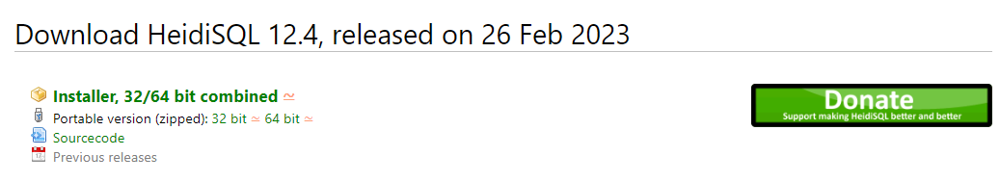 Download HeidiSQL 12.4, released on 26 Feb 2023
Installer, 32/64 bit combined
Portable version (zipped): 32 bit 64 bit
Sourcecode
Previous releases
Donate
Support making HeidiSQL better and better